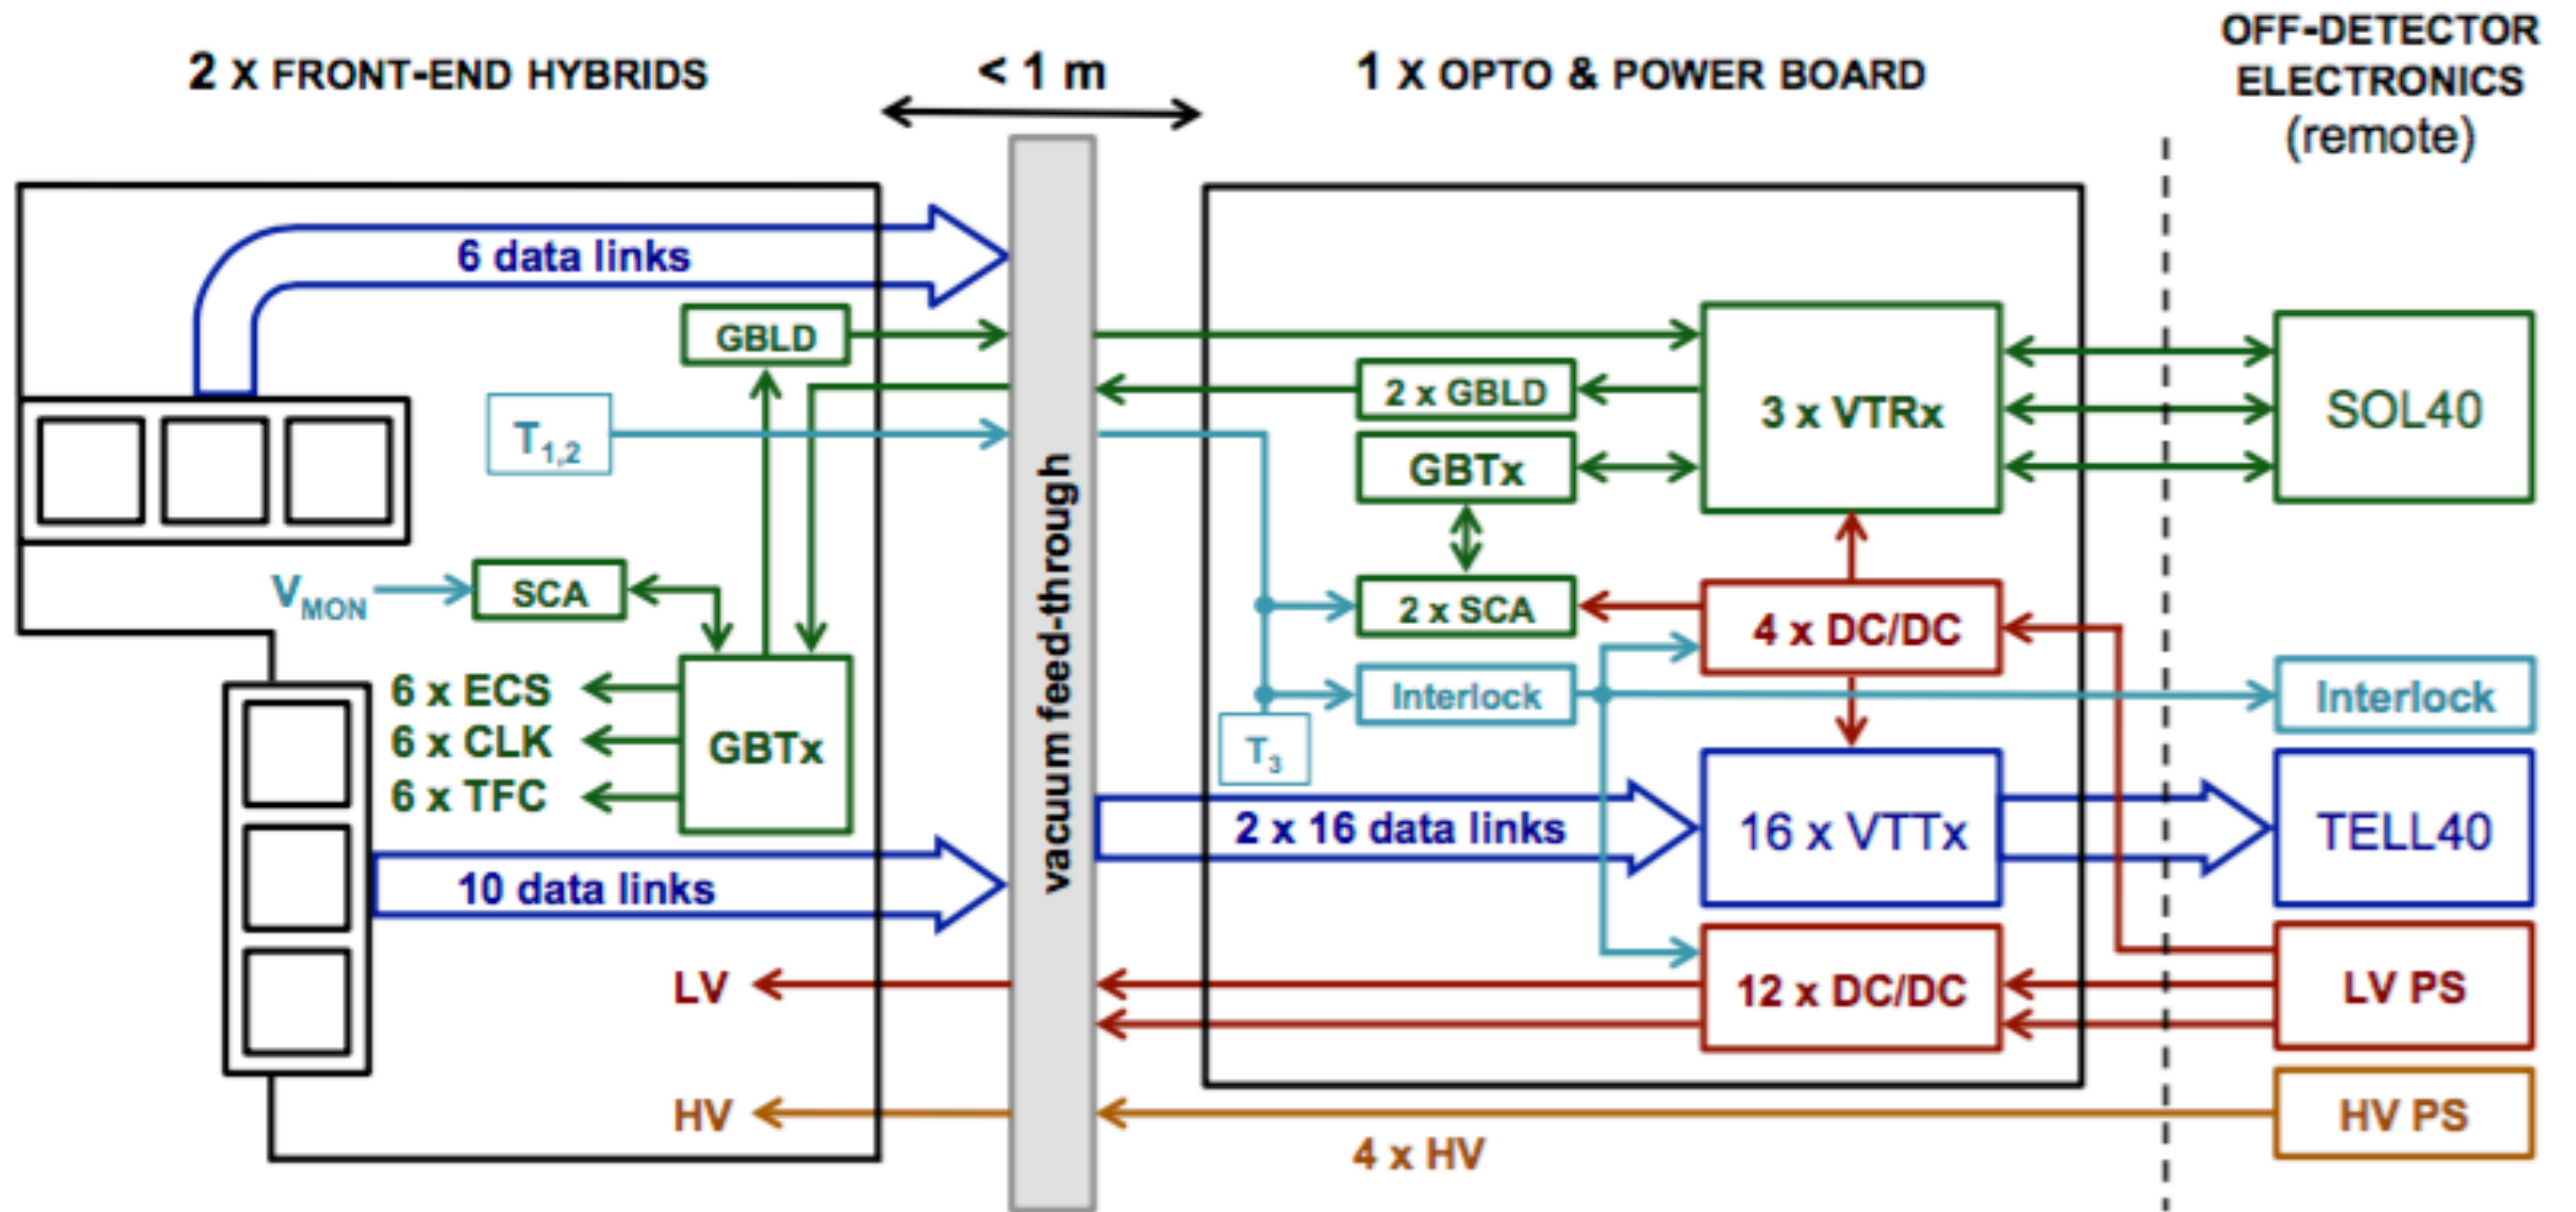 2 x FRONT-END HYBRIDS
< 1 m
1 x OPTO & POWER BOARD
OFF-DETECTOR
ELECTRONICS
(remote)
6 data links
GBLD
T1,2
VMON
SCA
6 x ECS
6 x CLK
6 x TFC
GBTx
10 data links
LV
HV
vacuum feed-through
2 x GBLD
GBTx
3 x VTRx
2 x SCA
4 x DC/DC
Interlock
T3
2 x 16 data links
16 x VTTx
12 x DC/DC
4 x HV
SOL40
Interlock
TELL40
LV PS
HV PS